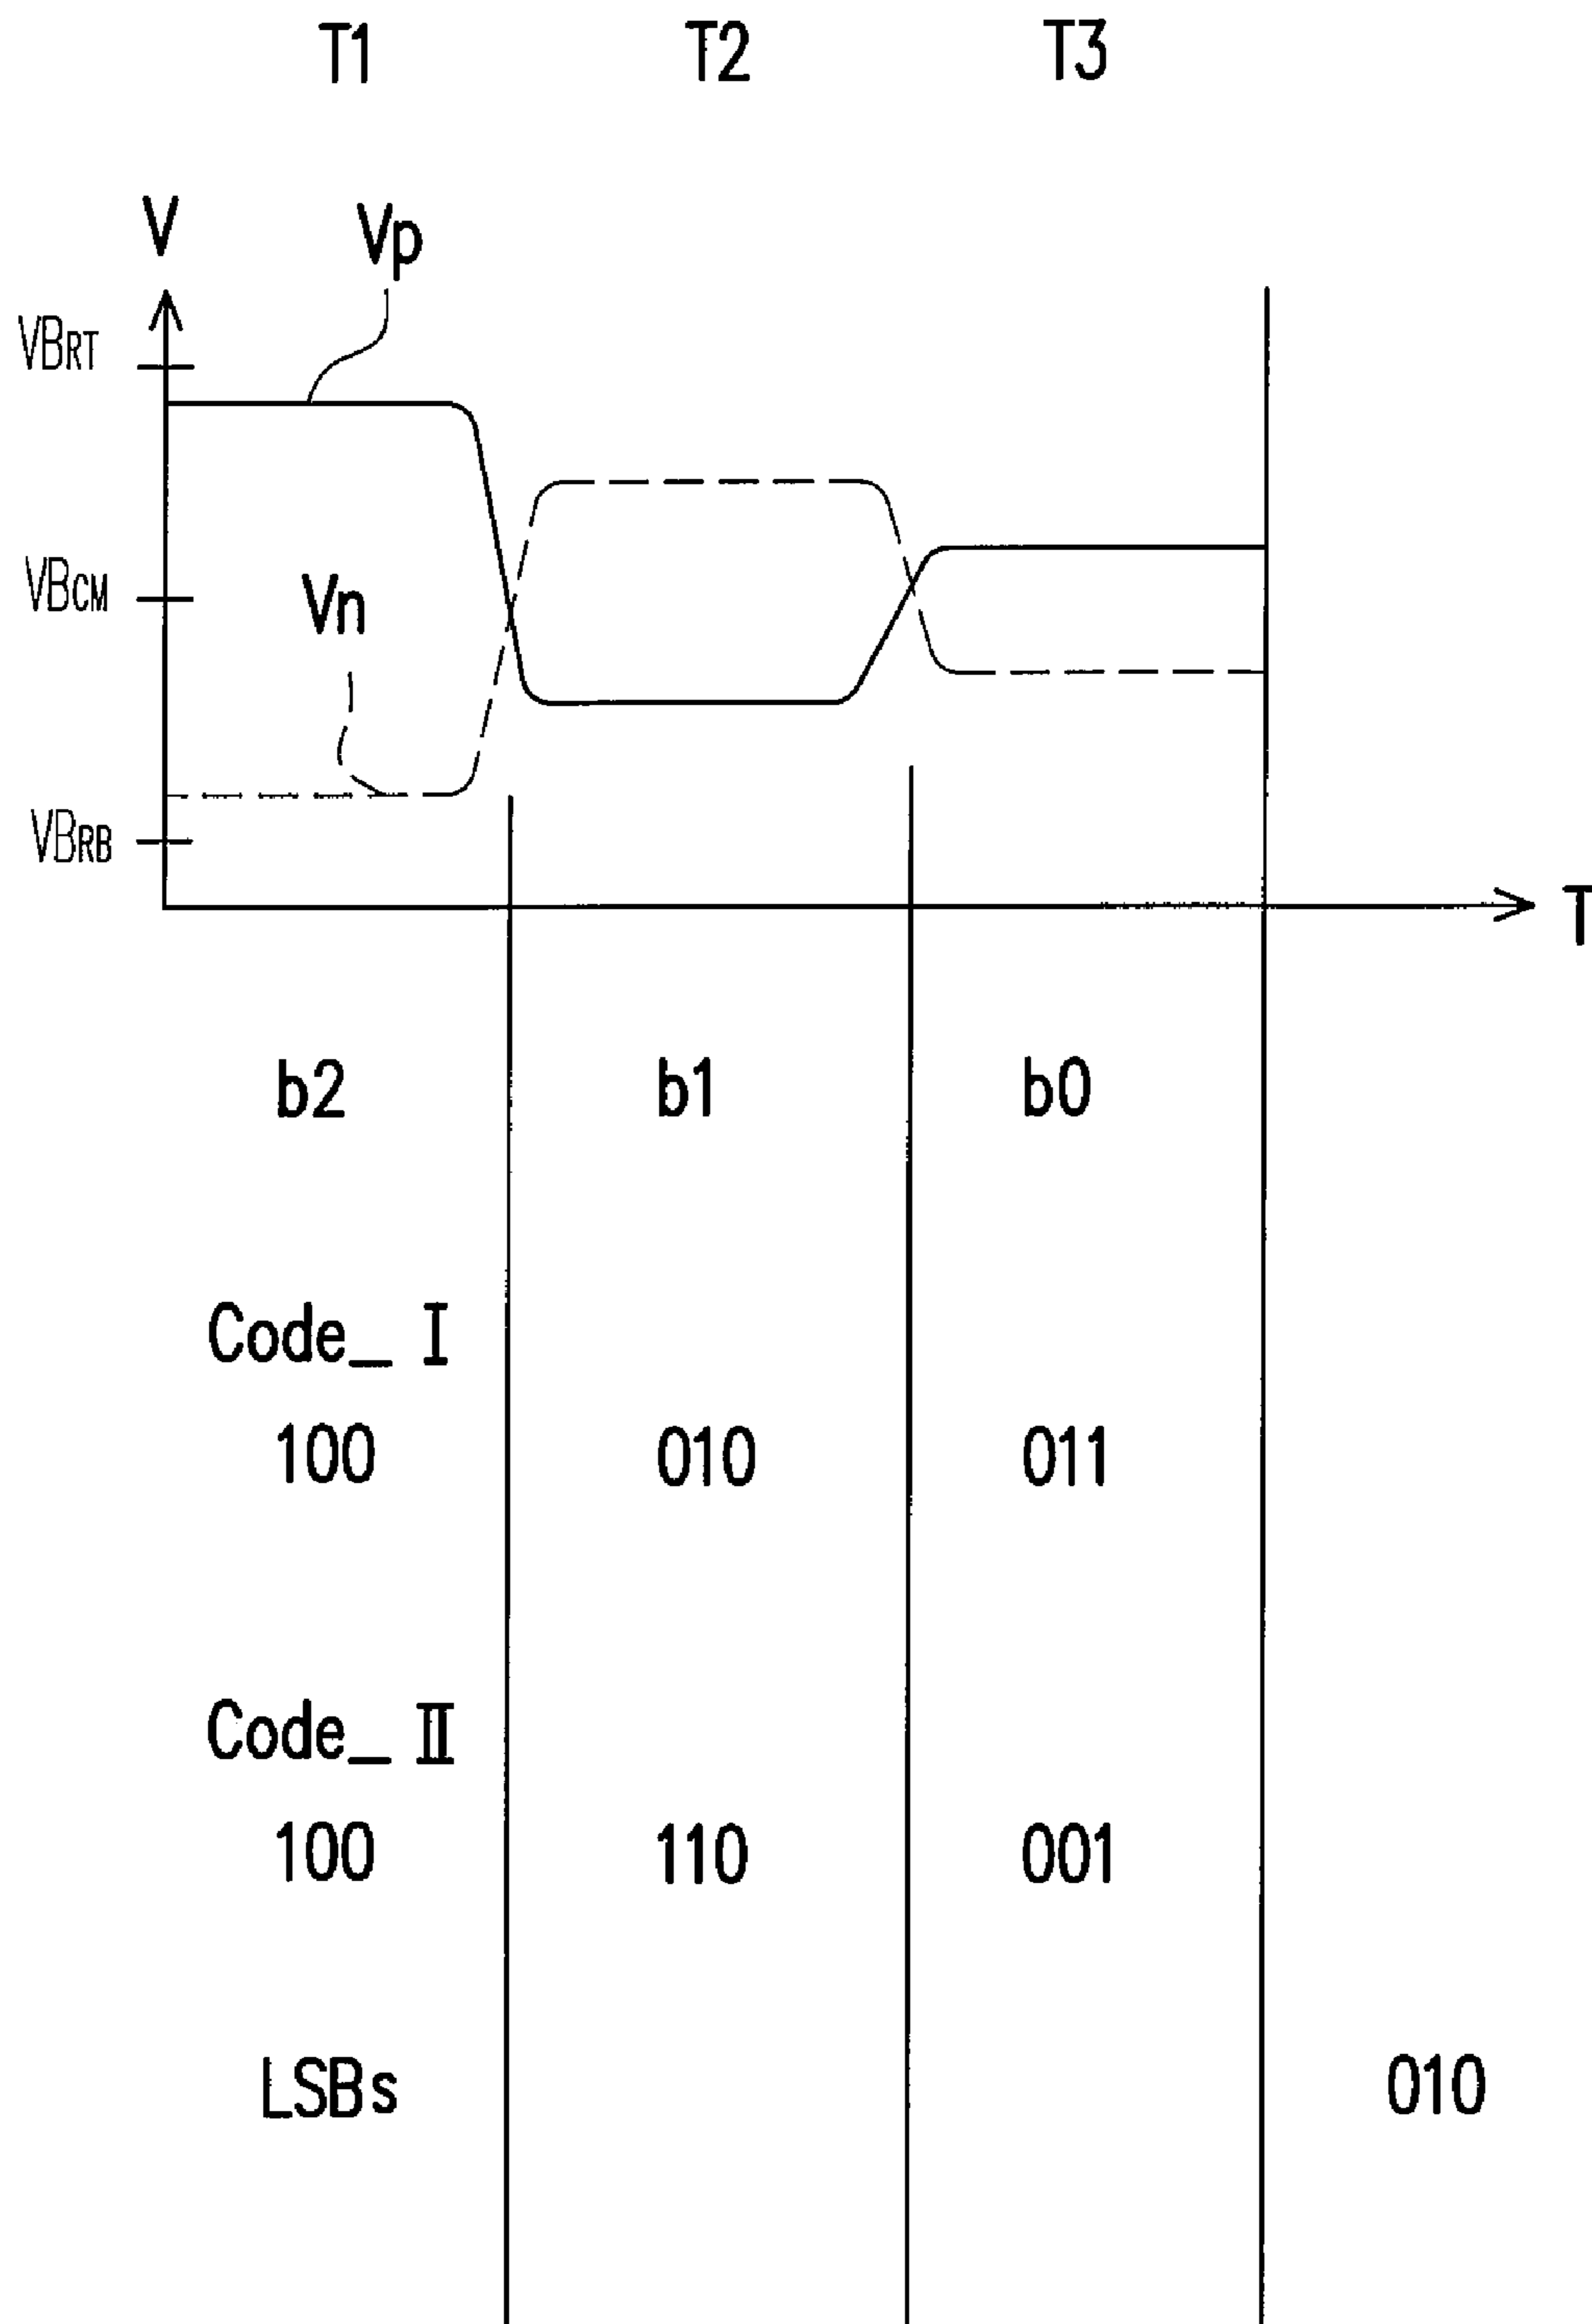 T1 T2 T3
V Vp
VBRT
VBCM
Vn
VBRB
T
b2 b1 b0
Code_ I
100 010 011
Code_ II
100 110 001
LSBs 010